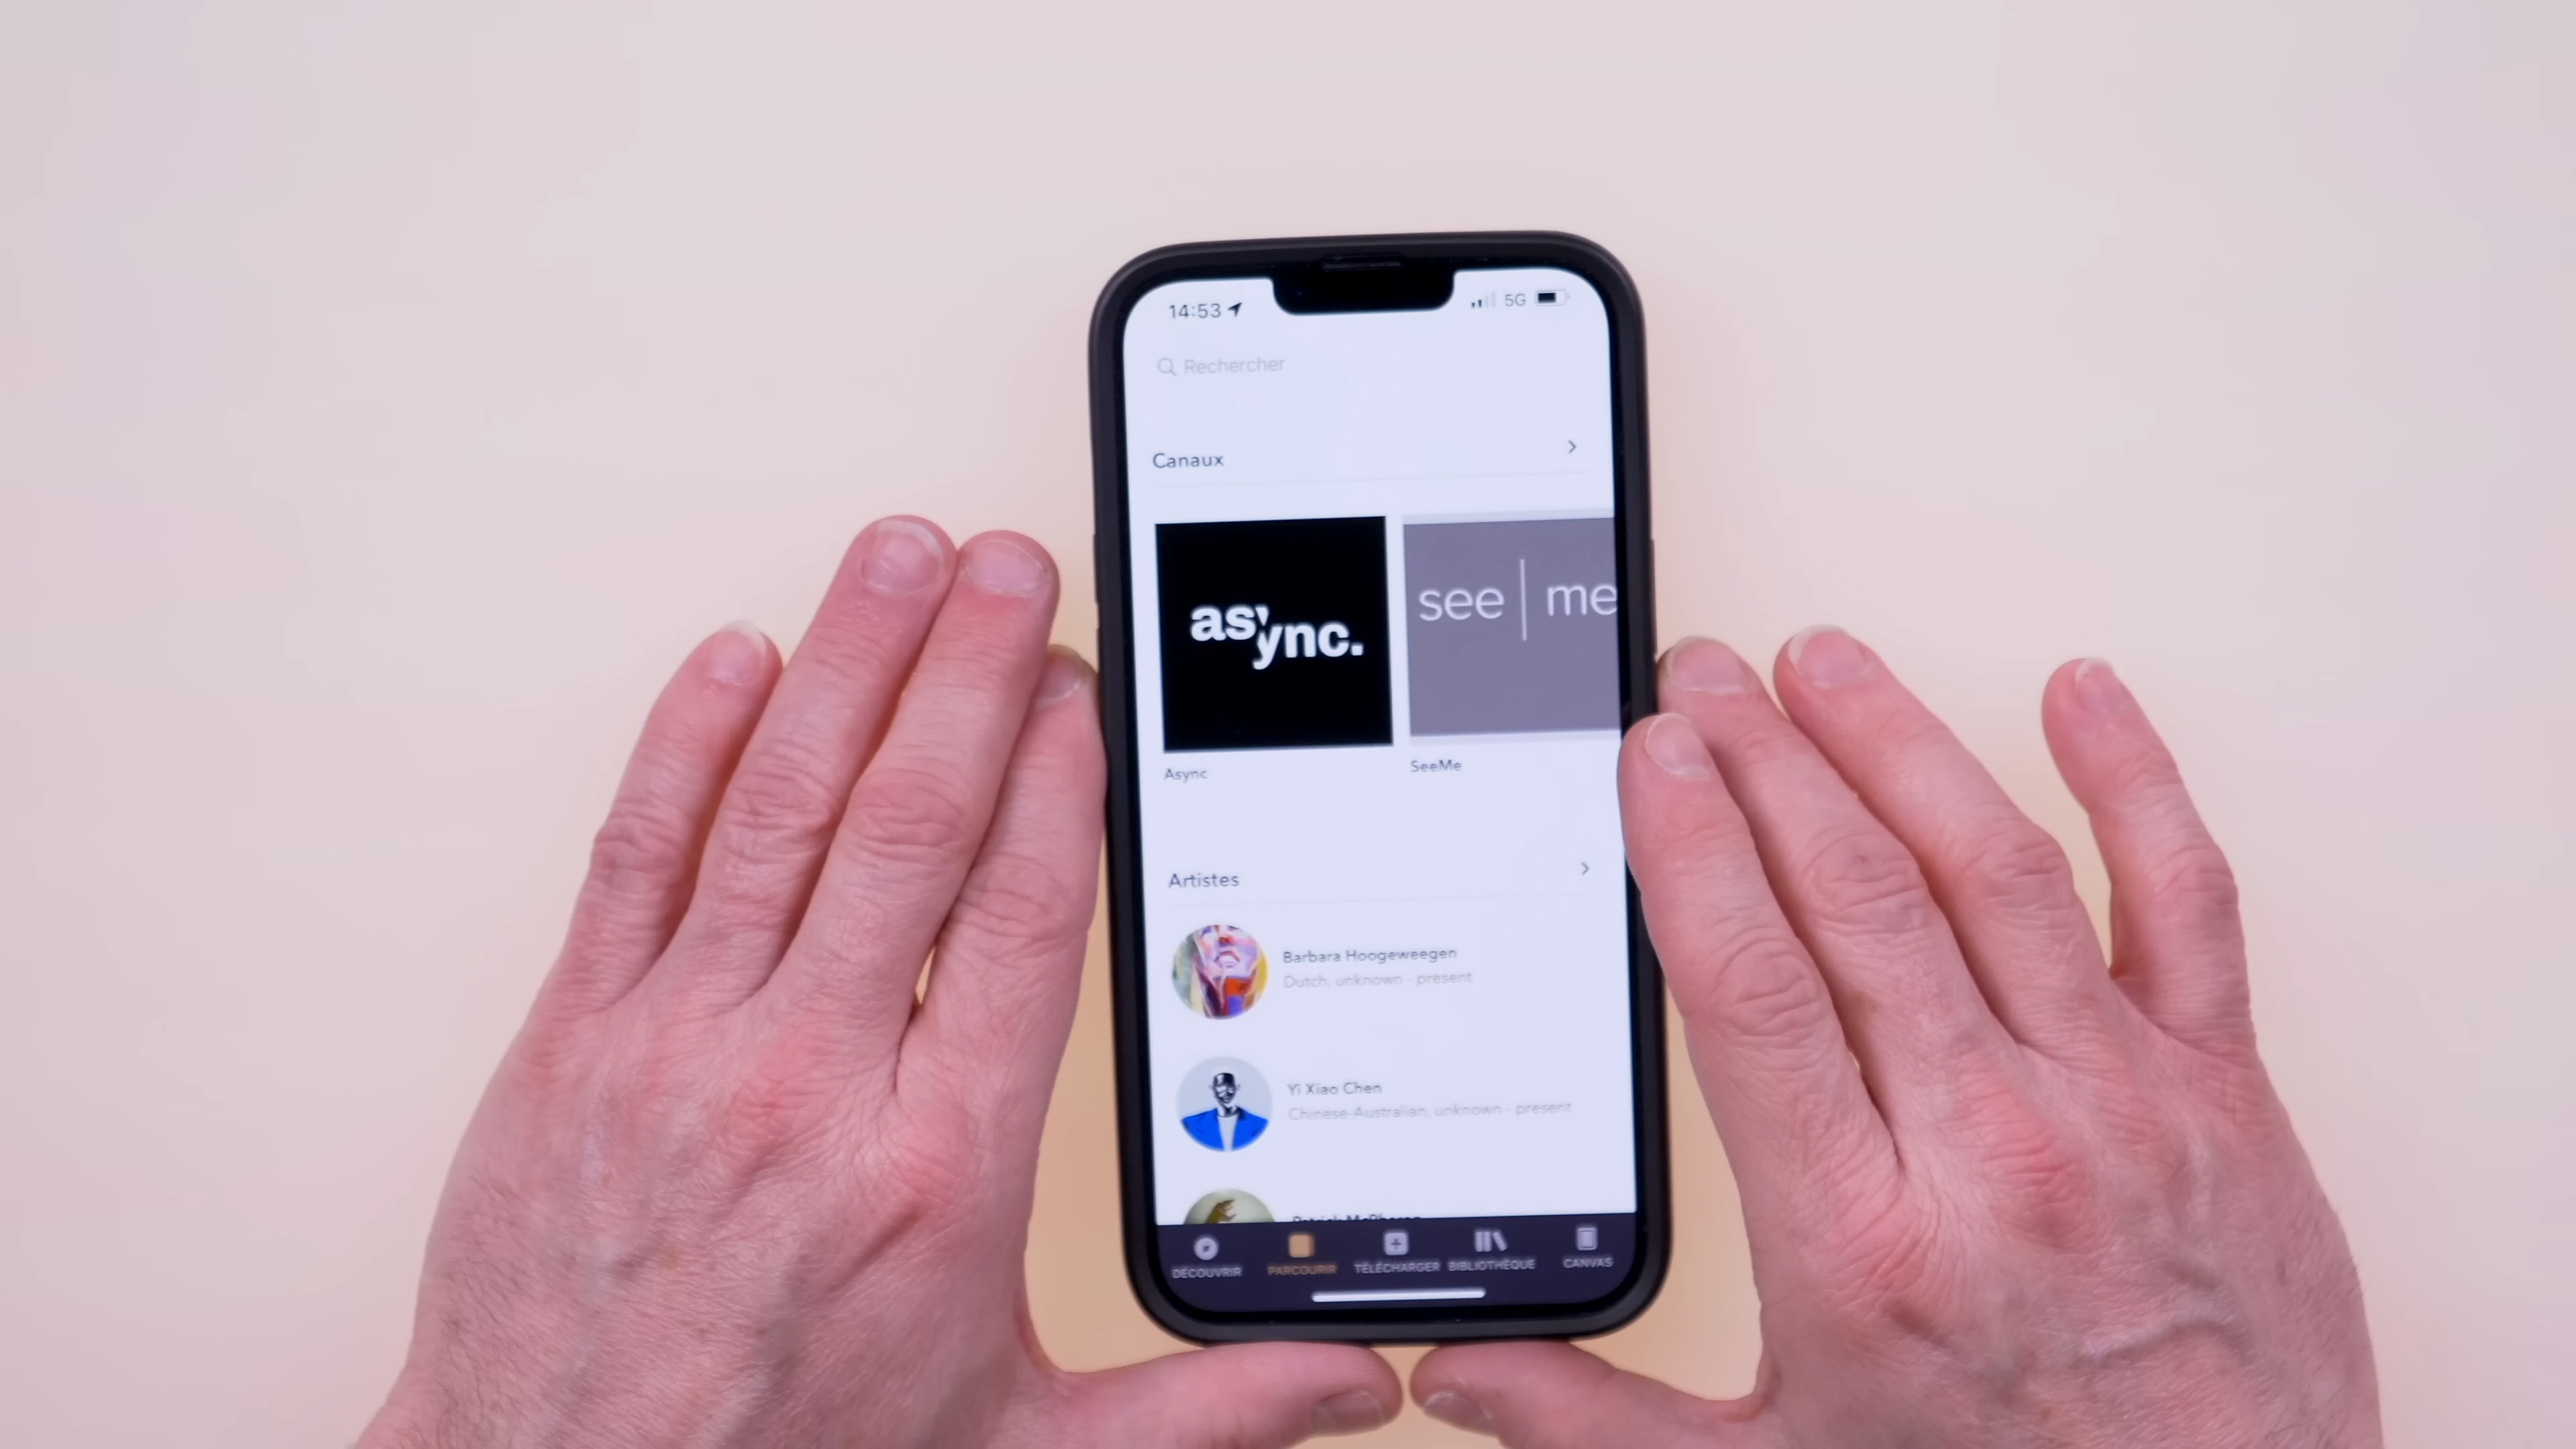 14:53
5G
Rechercher
Canaux
async.
see | me
Async
SeeMe
Artistes
Barbara Hoogeweegen
Dutch, unknown - present
Yi Xiao Chen
Chinese-Australian, unknown - present
DÉCOUVRIR
PARCOURIR
TÉLÉCHARGER
BIBLIOTHÈQUE
CANVAS